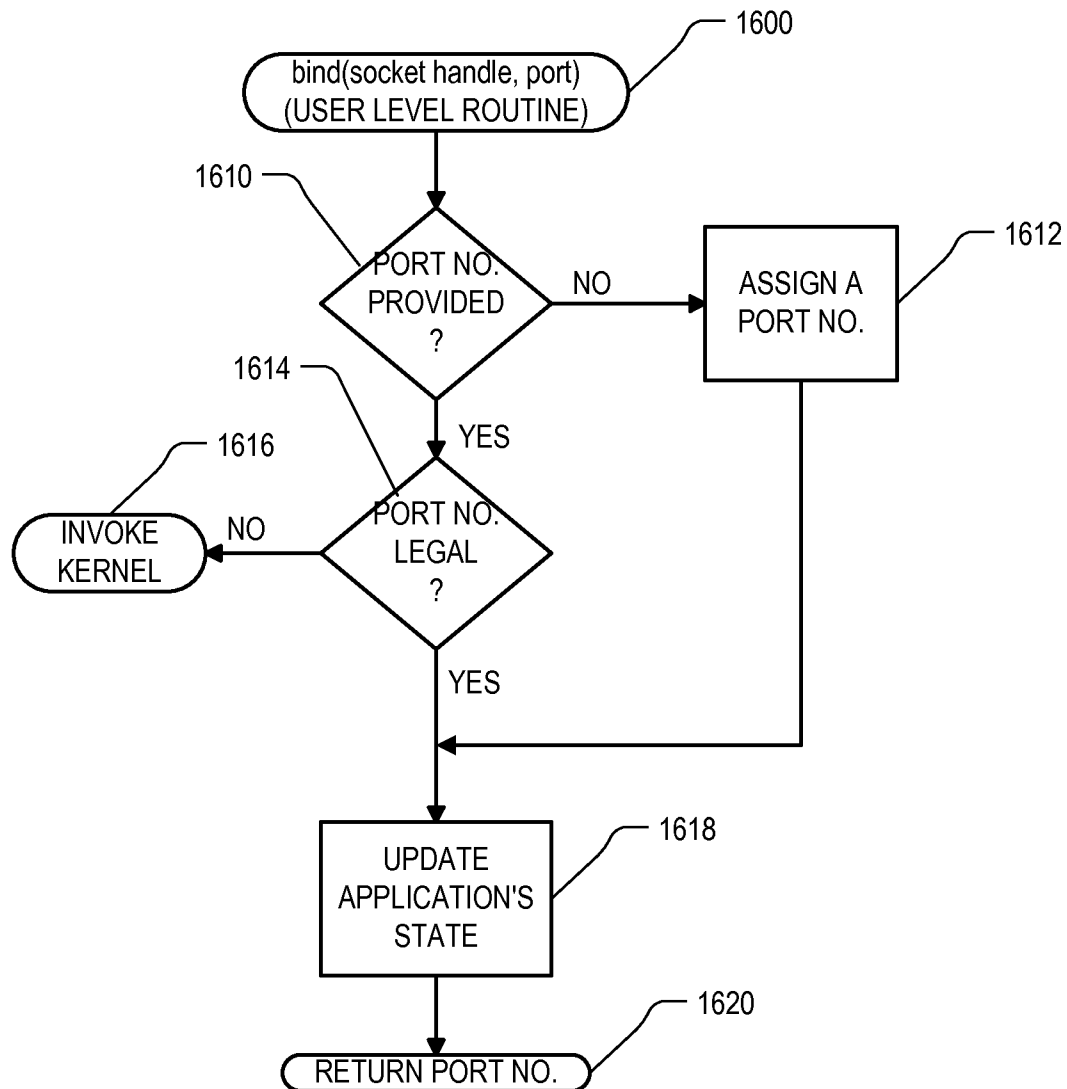 1600
bind(socket handle, port)
(USER LEVEL ROUTINE)
1610
PORT NO.
PROVIDED
?
NO
ASSIGN A
PORT NO.
1612
YES
1614
PORT NO.
LEGAL
?
NO
1616
INVOKE
KERNEL
YES
1618
UPDATE
APPLICATION'S
STATE
1620
RETURN PORT NO.